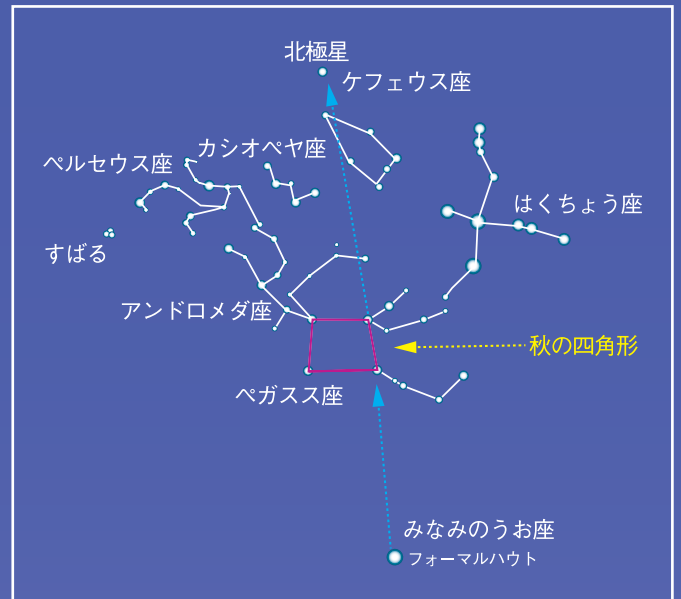 北極星
ケフェウス座
カシオペヤ座
ペルセウス座
はくちょう座
すばる
アンドロメダ座
秋の四角形
ペガスス座
みなみのうお座
フォーマルハウト